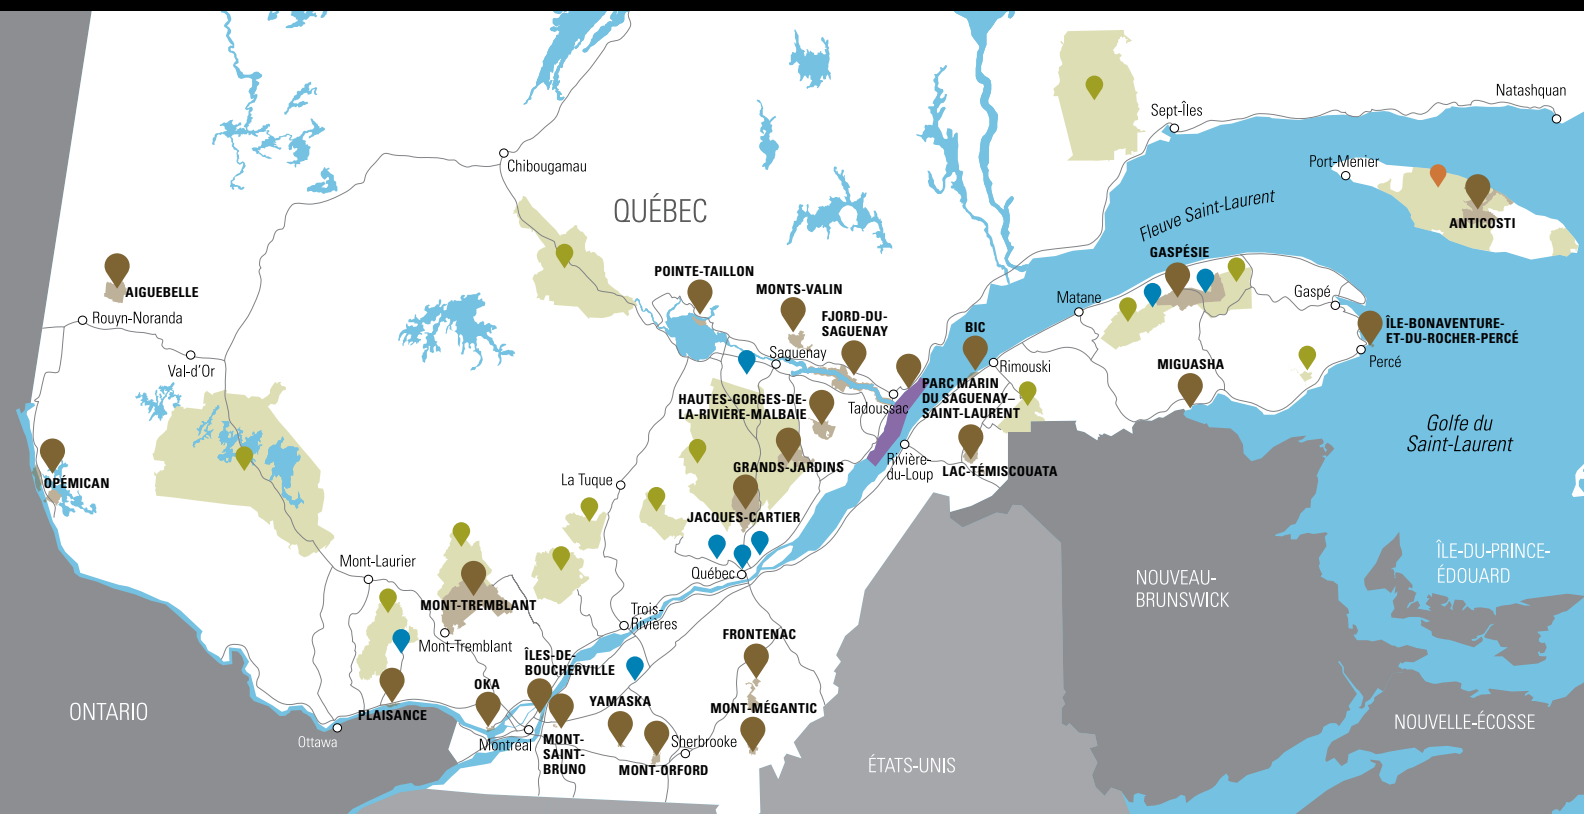 Natashquan
Sept-Îles
Port-Menier
Chibougamau
QUÉBEC
Fleuve Saint-Laurent
ANTICOSTI
GASPÉSIE
POINTE-TAILLON
MONTS-VALIN
AIGUEBELLE
Matane
Gaspé
Rouyn-Noranda
FJORD-DU-
SAGUENAY
BIC
ÎLE-BONAVENTURE-
ET-DU-ROCHER-PERCÉ
Saguenay
Percé
Val-d'Or
Rimouski
MIGUASHA
HAUTES-GORGES-DE-
LA-RIVIÈRE-MALBAIE
Tadoussac
PARC MARIN
DU SAGUENAY–
SAINT-LAURENT
Golfe du
Saint-Laurent
OPÉMICAN
GRANDS-JARDINS
Rivière-
du-Loup
LAC-TÉMISCOUATA
La Tuque
JACQUES-CARTIER
Mont-Laurier
Québec
NOUVEAU-
BRUNSWICK
ÎLE-DU-PRINCE-
ÉDOUARD
MONT-TREMBLANT
Trois-
Rivières
Mont-Tremblant
FRONTENAC
ÎLES-DE-
BOUCHERVILLE
OKA
YAMASKA
MONT-MÉGANTIC
ONTARIO
PLAISANCE
NOUVELLE-ÉCOSSE
Ottawa
Montréal
MONT-
SAINT-
BRUNO
Sherbrooke
MONT-ORFORD
ÉTATS-UNIS